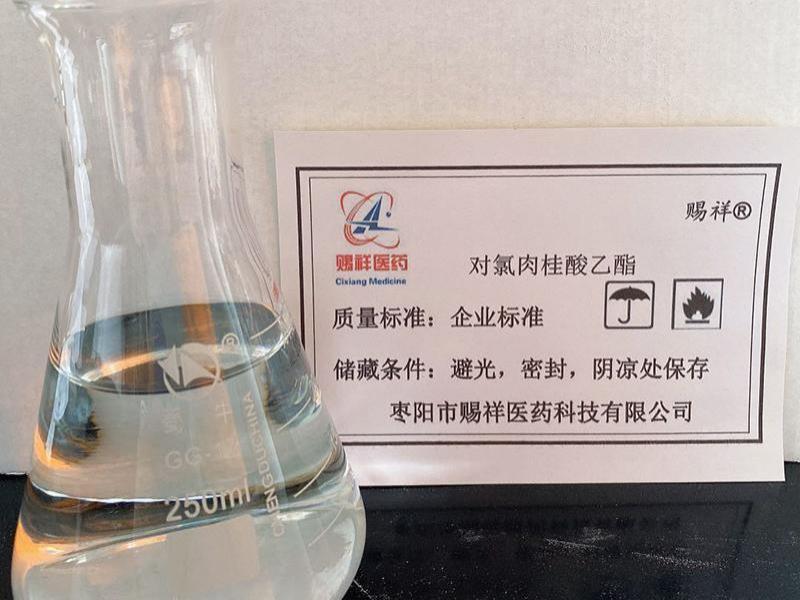 赐祥®
赐祥医药
Cixiang Medicine
对氯肉桂酸乙酯
质量标准：企业标准
储藏条件：避光，密封，阴凉处保存
枣阳市赐祥医药科技有限公司
®
蜀牛
250ml